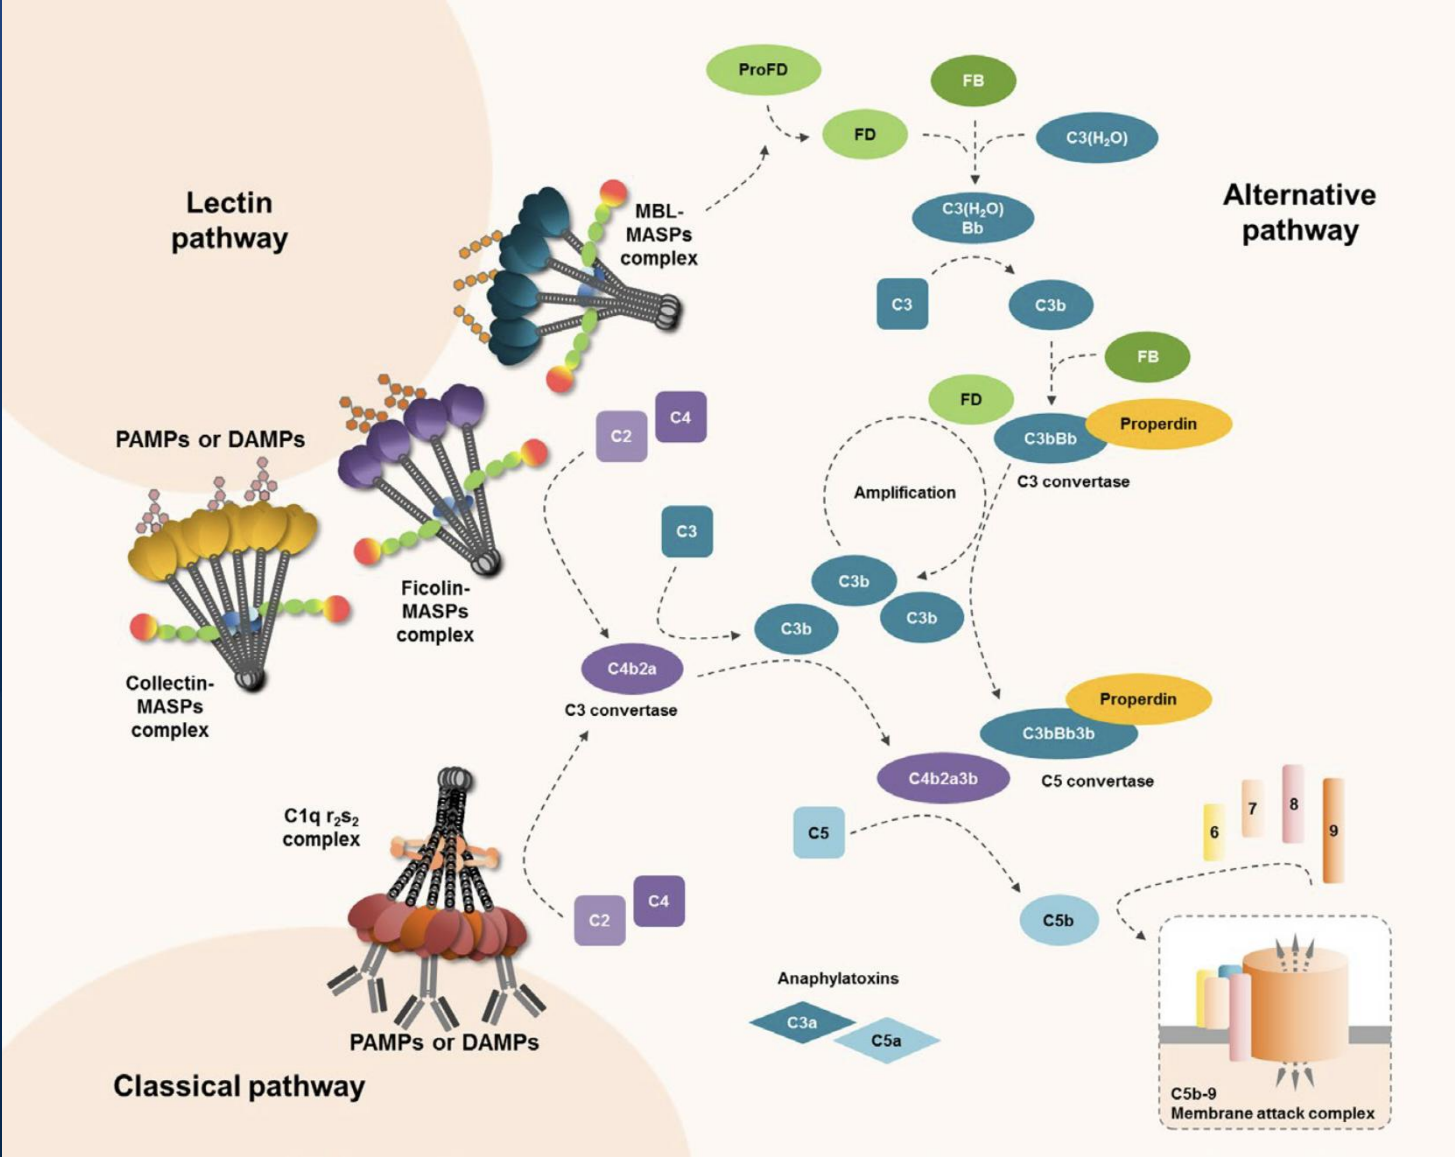 Lectin
pathway
ProFD
FB
FD
C3(H₂O)
MBL-
MASPs
complex
C3(H₂O)
Bb
Alternative
pathway
C3
C3b
FB
FD
C3bBb
Properdin
C3 convertase
Amplification
C2
C4
PAMPs or DAMPs
C3
C3b
C3b
C3b
Ficolin-
MASPs
complex
C4b2a
C3 convertase
Collectin-
MASPs
complex
Properdin
C3bBb3b
C4b2a3b
C5 convertase
C5
6
7
8
9
C1q r₂s₂
complex
C2
C4
C5b
Anaphylatoxins
C3a
C5a
PAMPs or DAMPs
Classical pathway
C5b-9
Membrane attack complex